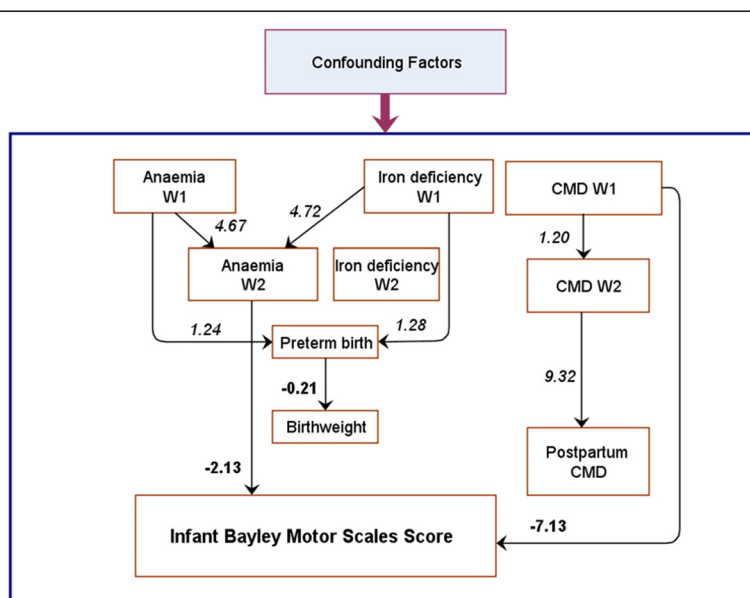 Confounding Factors
Anaemia
W1
Iron deficiency
W1
CMD W1
4.67
4.72
1.20
Anaemia
W2
Iron deficiency
W2
CMD W2
1.24
1.28
Preterm birth
-0.21
9.32
Birthweight
Postpartum
CMD
-2.13
Infant Bayley Motor Scales Score
-7.13